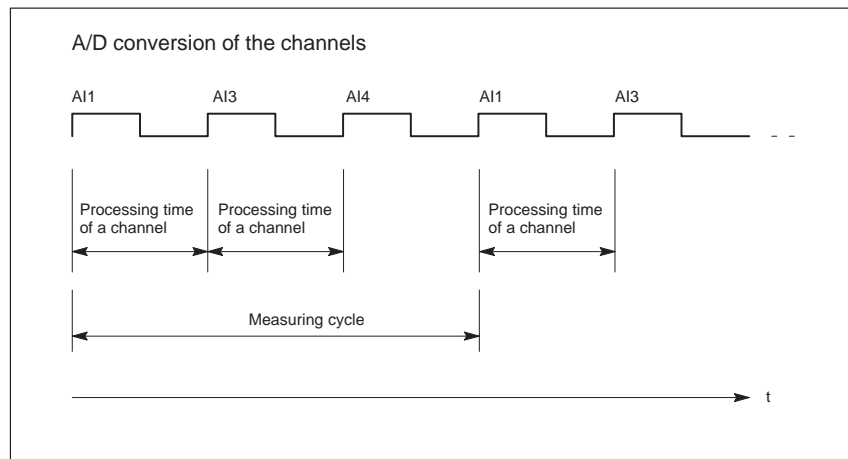 A/D conversion of the channels
AI1 AI3 AI4 AI1 AI3
Processing time
of a channel
Processing time
of a channel
Processing time
of a channel
Measuring cycle
t